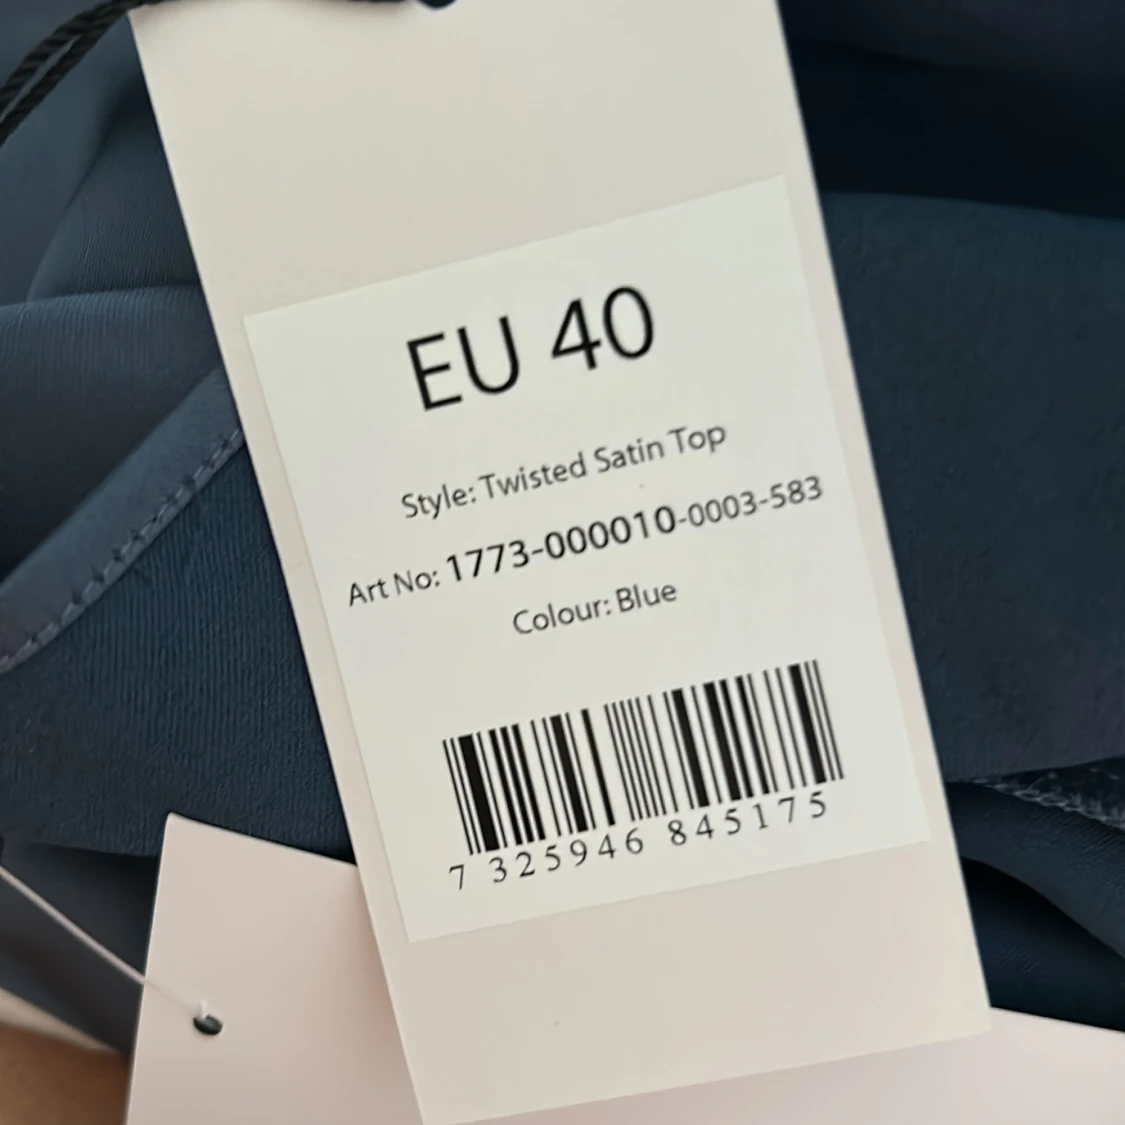 EU 40
Style: Twisted Satin Top
Art No: 1773-000010-0003-583
Colour: Blue
7 325946 845175